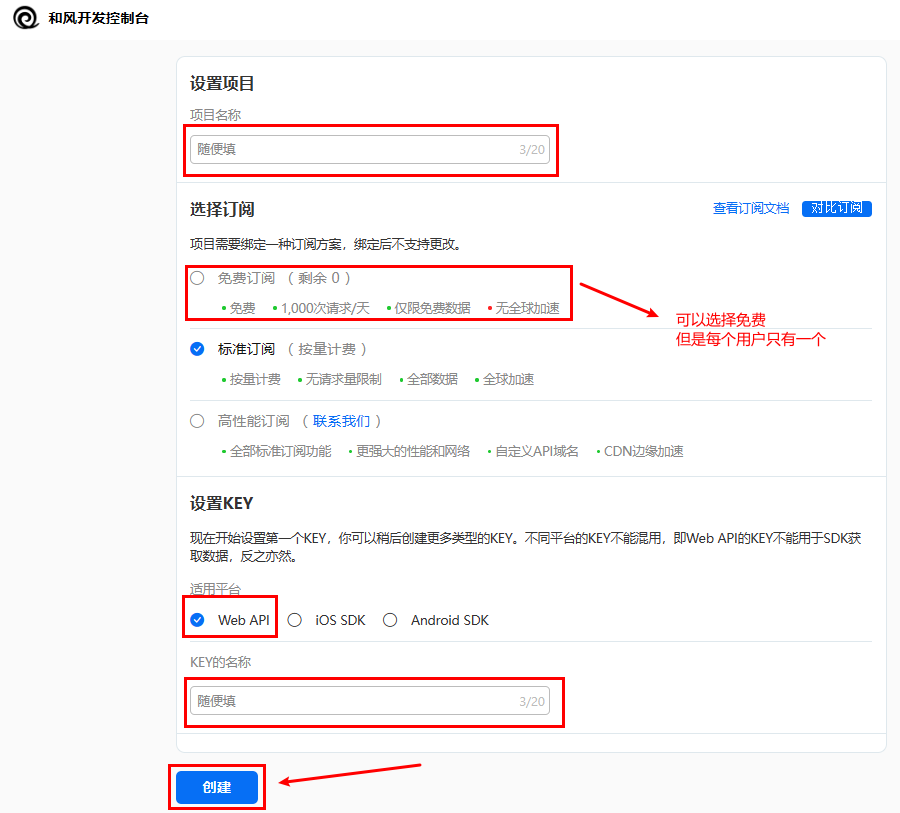 和风开发控制台
设置项目
项目名称
随便填 3/20
选择订阅 查看订阅文档 对比订阅
项目需要绑定一种订阅方案，绑定后不支持更改。
免费订阅 （ 剩余 0 ）
免费 1,000次请求/天 仅限免费数据 无全球加速
可以选择免费
但是每个用户只有一个
标准订阅 （ 按量计费 ）
按量计费 无请求量限制 全部数据 全球加速
高性能订阅 （ 联系我们 ）
全部标准订阅功能 更强大的性能和网络 自定义API域名 CDN边缘加速
设置KEY
现在开始设置第一个KEY，你可以稍后创建更多类型的KEY。不同平台的KEY不能混用，即Web API的KEY不能用于SDK获
取数据，反之亦然。
适用平台
Web API iOS SDK Android SDK
KEY的名称
随便填 3/20
创建